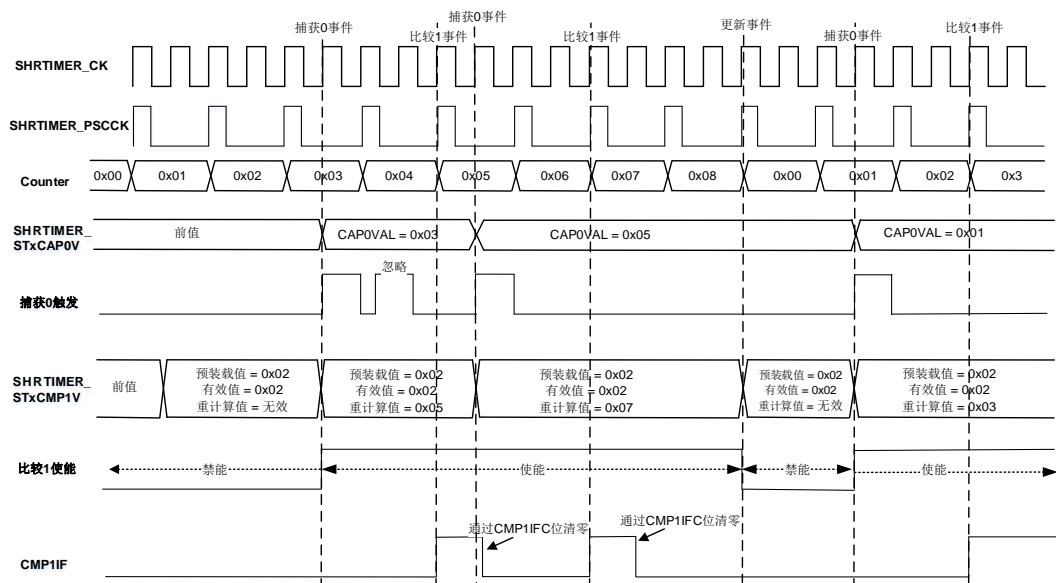 捕获0事件
比较1事件
捕获0事件
比较1事件
更新事件
捕获0事件
比较1事件
SHRTIMER_CK
SHRTIMER_PSCCK
Counter
0x00
0x01
0x02
0x03
0x04
0x05
0x06
0x07
0x08
0x00
0x01
0x02
0x3
SHRTIMER_
STxCAP0V
前值
CAP0VAL = 0x03
CAP0VAL = 0x05
CAP0VAL = 0x01
捕获0触发
忽略
SHRTIMER_
STxCMP1V
前值
预装载值 = 0x02
有效值 = 0x02
重计算值 = 无效
预装载值 = 0x02
有效值 = 0x02
重计算值 = 0x05
预装载值 = 0x02
有效值 = 0x02
重计算值 = 0x07
预装载值 = 0x02
有效值 = 0x02
重计算值 = 无效
预装载值 = 0x02
有效值 = 0x02
重计算值 = 0x03
比较1使能
禁能
使能
禁能
使能
CMP1IF
通过CMP1IFC位清零
通过CMP1IFC位清零